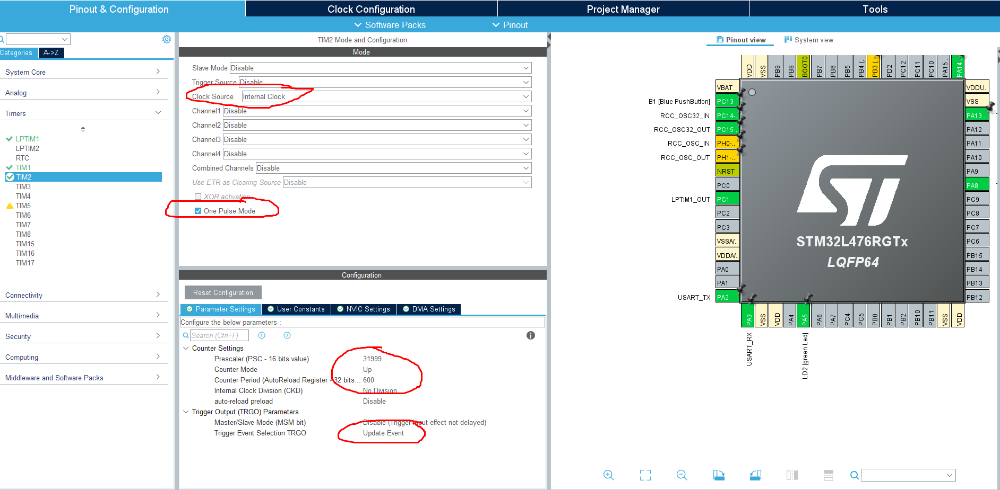 Pinout & Configuration
Clock Configuration
Project Manager
Tools
Software Packs
Pinout
Categories
A->Z
System Core
Analog
Timers
LPTIM1
LPTIM2
RTC
TIM1
TIM2
TIM3
TIM4
TIM5
TIM6
TIM7
TIM8
TIM15
TIM16
TIM17
Connectivity
Multimedia
Security
Computing
Middleware and Software Packs
TIM2 Mode and Configuration
Mode
Slave Mode Disable
Trigger Source Disable
Clock Source Internal Clock
Channel1 Disable
Channel2 Disable
Channel3 Disable
Channel4 Disable
Combined Channels Disable
Use ETR as Clearing Source Disable
XOR activation
One Pulse Mode
Configuration
Reset Configuration
Parameter Settings
User Constants
NVIC Settings
DMA Settings
Configure the below parameters :
Search (Ctrl+F)
Counter Settings
Prescaler (PSC - 16 bits value) 31999
Counter Mode Up
Counter Period (AutoReload Register - 32 bits... 600
Internal Clock Division (CKD) No Division
auto-reload preload Disable
Trigger Output (TRGO) Parameters
Master/Slave Mode (MSM bit) Disable (Trigger input effect not delayed)
Trigger Event Selection TRGO Update Event
Pinout view
System view
VDD
VSS
PB9
PB8
BOOT0
PB7
PB6
PB5
PB4 (..
PB3 (..
PD2
PC12
PC11
PC10
PA15 ..
PA14 ..
VBAT
B1 [Blue PushButton] PC13
RCC_OSC32_IN PC14-..
RCC_OSC32_OUT PC15-..
RCC_OSC_IN PH0-..
RCC_OSC_OUT PH1-..
NRST
PC0
LPTIM1_OUT PC1
PC2
PC3
VSSA/..
VDDA/..
PA0
PA1
USART_TX PA2
ST
STM32L476RGTx
LQFP64
VDDU..
VSS
PA13 ..
PA12
PA11
PA10
PA9
PA8
PC9
PC8
PC7
PC6
PB15
PB14
PB13
PB12
PA3
VSS
VDD
PA4
PA5
PA6
PA7
PC4
PC5
PB0
PB1
PB2
PB10
PB11
VSS
VDD
USART_RX
LD2 [green Led]